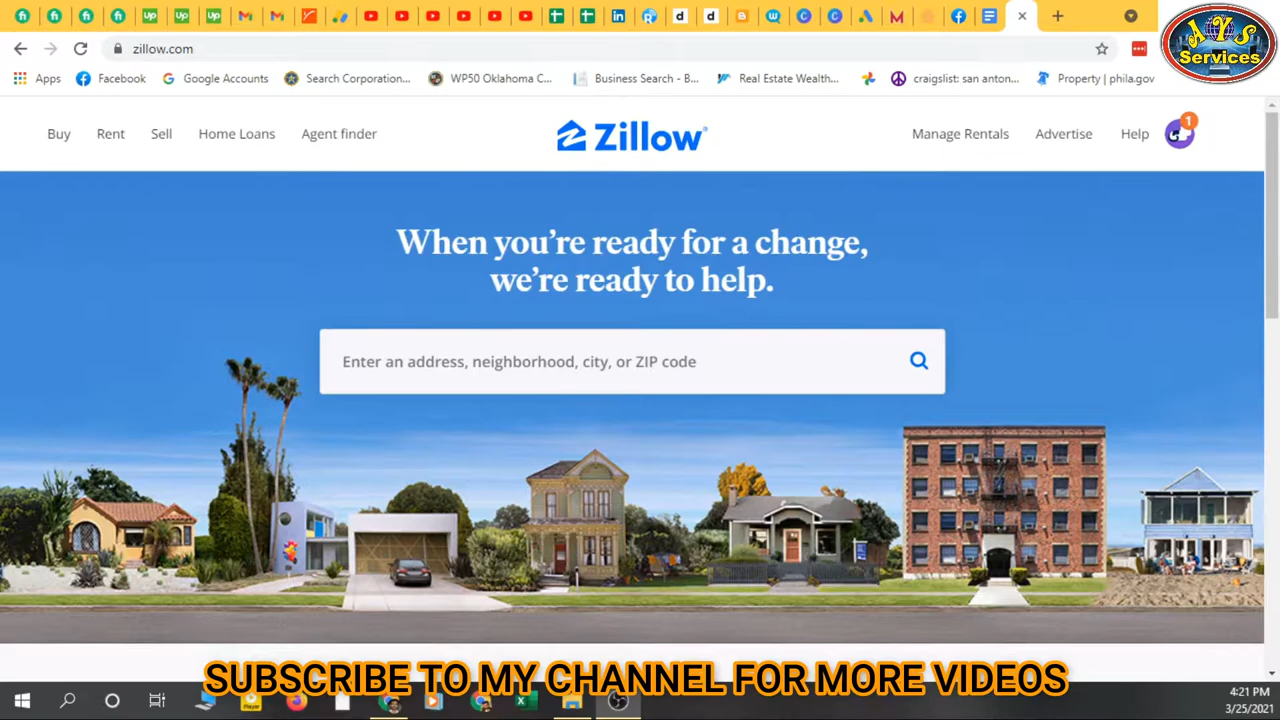 AYS
Services
zillow.com
Apps
Facebook
Google Accounts
Search Corporation...
WP50 Oklahoma C...
Business Search - B...
Real Estate Wealth...
craigslist: san anton...
Property | phila.gov
Buy
Rent
Sell
Home Loans
Agent finder
Zillow
Manage Rentals
Advertise
Help
1
When you're ready for a change,
we're ready to help.
Enter an address, neighborhood, city, or ZIP code
SUBSCRIBE TO MY CHANNEL FOR MORE VIDEOS
4:21 PM
3/25/2021